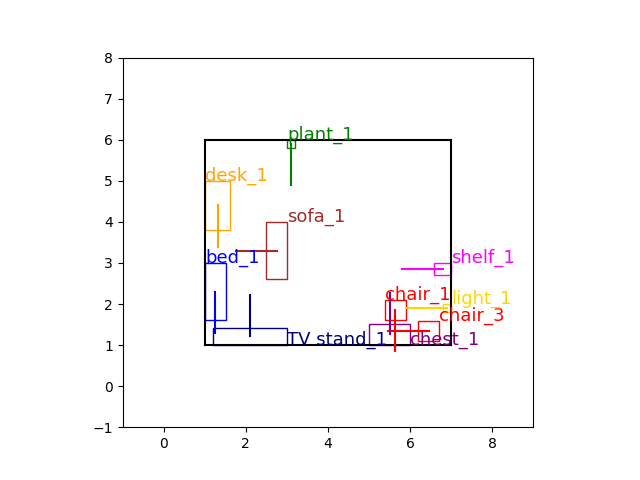 8
7
6
5
4
3
2
1
0
−1
0
2
4
6
8
plant_1
desk_1
sofa_1
bed_1
shelf_1
chair_1
light_1
chair_3
TV stand_1
chest_1